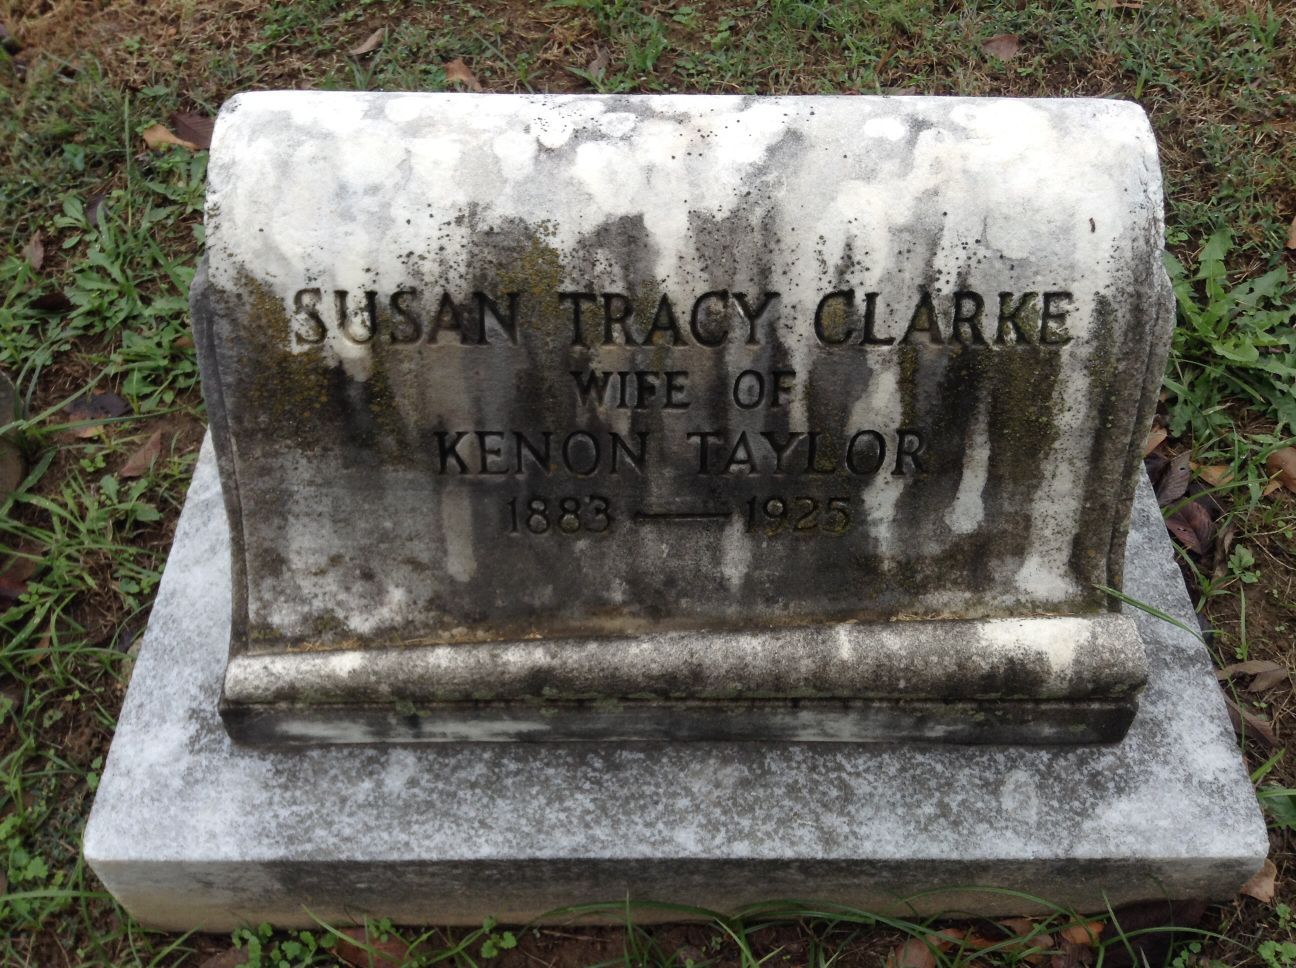 SUSAN TRACY CLARKE
WIFE OF
KENON TAYLOR
1883 — 1925